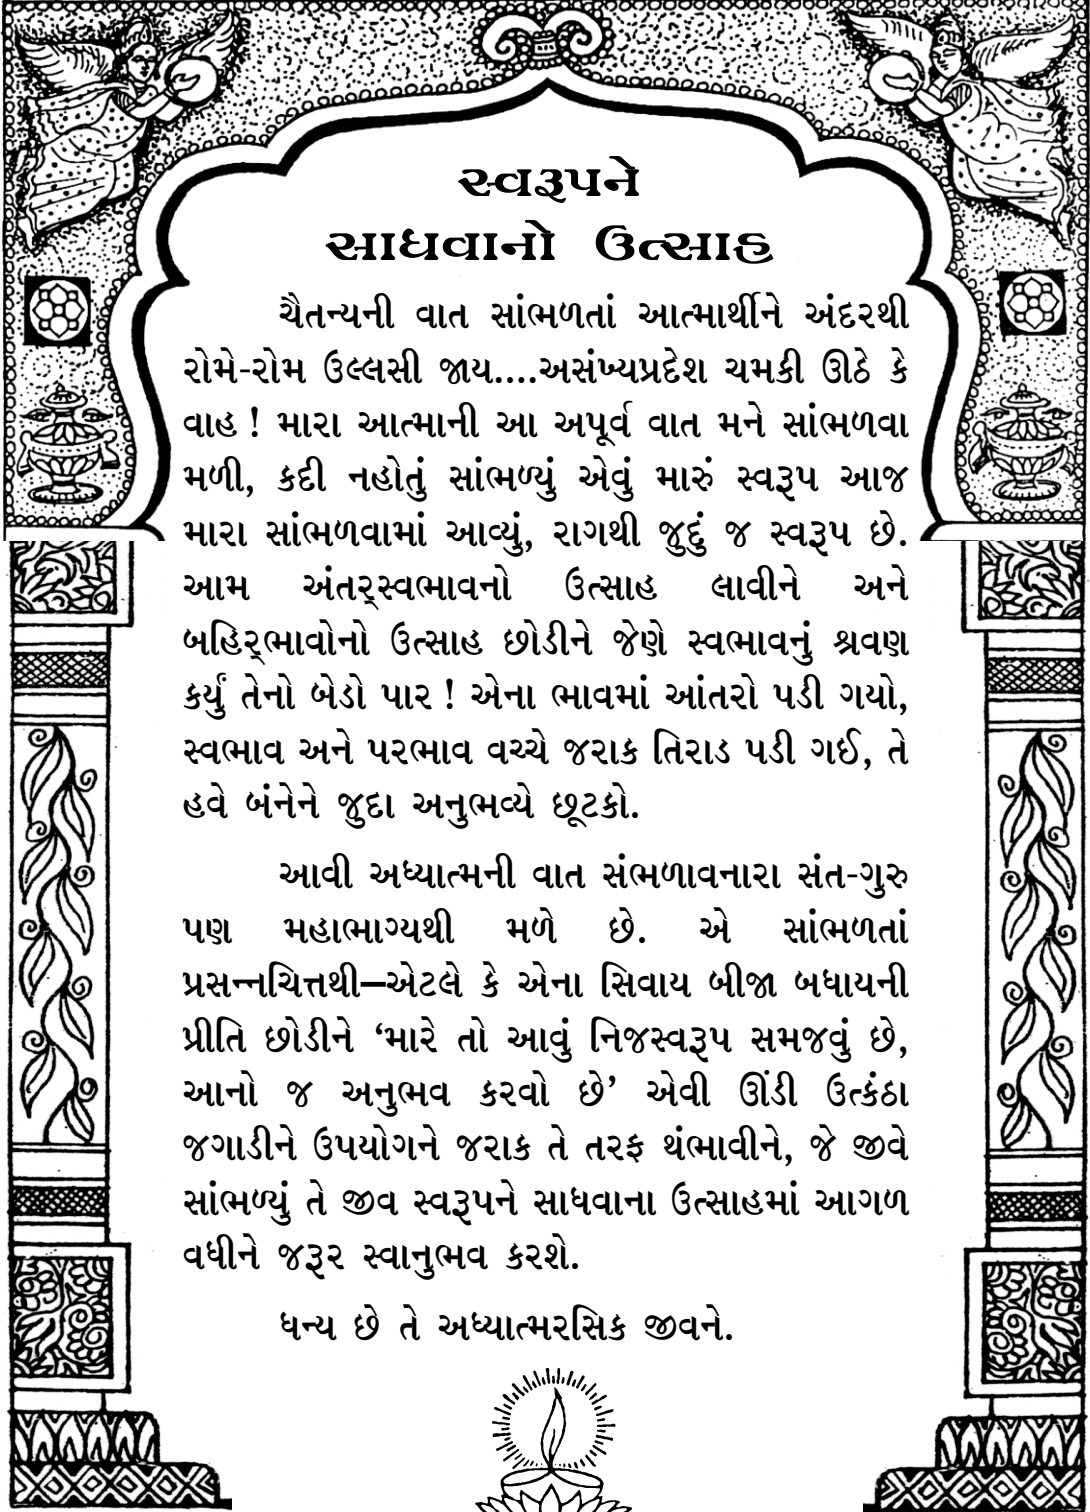 સ્વરૂપને
સાધવાનો ઉત્સાહ
ચૈતન્યની વાત સાંભળતાં આત્માર્થીને અંદરથી
રોમે-રોમ ઉલ્લસી જાય....અસંખ્યપ્રદેશ ચમકી ઊઠે કે
વાહ ! મારા આત્માની આ અપૂર્વ વાત મને સાંભળવા
મળી, કદી નહોતું સાંભળ્યું એવું મારું સ્વરૂપ આજ
મારા સાંભળવામાં આવ્યું, રાગથી જુદું જ સ્વરૂપ છે.
આમ અંતર્‌સ્વભાવનો ઉત્સાહ લાવીને અને
બહિર્‌ભાવોનો ઉત્સાહ છોડીને જેણે સ્વભાવનું શ્રવણ
કર્યું તેનો બેડો પાર ! એના ભાવમાં આંતરો પડી ગયો,
સ્વભાવ અને પરભાવ વચ્ચે જરાક તિરાડ પડી ગઈ, તે
હવે બંનેને જુદા અનુભવ્યે છૂટકો.
આવી અધ્યાત્મની વાત સંભળાવનારા સંત-ગુરુ
પણ મહાભાગ્યથી મળે છે. એ સાંભળતાં
પ્રસન્નચિત્તથી—એટલે કે એના સિવાય બીજા બધાયની
પ્રીતિ છોડીને ‘મારે તો આવું નિજસ્વરૂપ સમજવું છે,
આનો જ અનુભવ કરવો છે’ એવી ઊંડી ઉત્કંઠા
જગાડીને ઉપયોગને જરાક તે તરફ થંભાવીને, જે જીવે
સાંભળ્યું તે જીવ સ્વરૂપને સાધવાના ઉત્સાહમાં આગળ
વધીને જરૂર સ્વાનુભવ કરશે.
ધન્ય છે તે અધ્યાત્મરસિક જીવને.